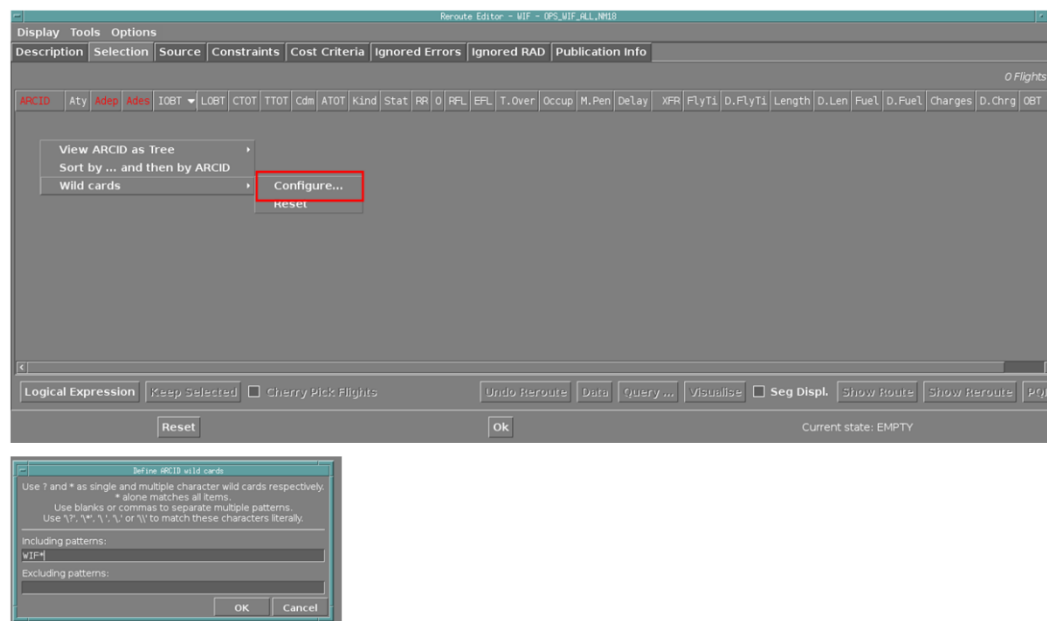 Reroute Editor - WIF - OPS_WIF_ALL,NM18
Display Tools Options
Description Selection Source Constraints Cost Criteria Ignored Errors Ignored RAD Publication Info
0 Flights
ARCID Aty Adep Ades IOBT LOBT CTOT TTOT Cdm ATOT Kind Stat RR O RFL EFL T.Over Occup M.Pen Delay XFR FlyTi D.FlyTi Length D.Len Fuel D.Fuel Charges D.Chrg OBT
View ARCID as Tree
Sort by ... and then by ARCID
Wild cards Configure...
Reset
Logical Expression Keep Selected Cherry Pick Flights Undo Reroute Data Query ... Visualise Seg Displ. Show Route Show Reroute PQI
Reset Ok Current state: EMPTY
Define ARCID wild cards
Use ? and * as single and multiple character wild cards respectively.
* alone matches all items.
Use blanks or commas to separate multiple patterns.
Use '\?', '\*', '\ ', '\,' or '\\' to match these characters literally.
Including patterns:
WIF*
Excluding patterns:
OK Cancel